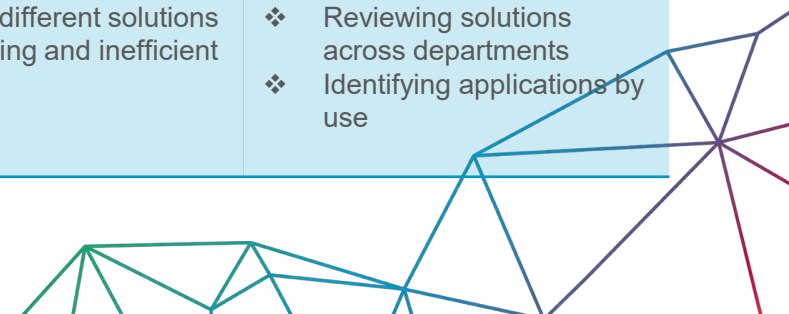 different solutions
ing and inefficient
❖ Reviewing solutions
across departments
❖ Identifying applications by
use